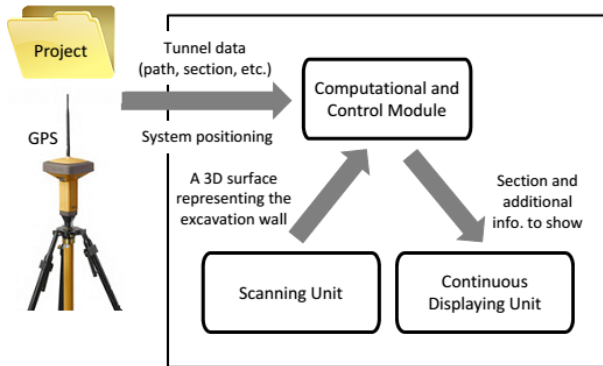 Project
Tunnel data
(path, section, etc.)
GPS
System positioning
Computational and
Control Module
A 3D surface
representing the
excavation wall
Section and
additional
info. to show
Scanning Unit
Continuous
Displaying Unit